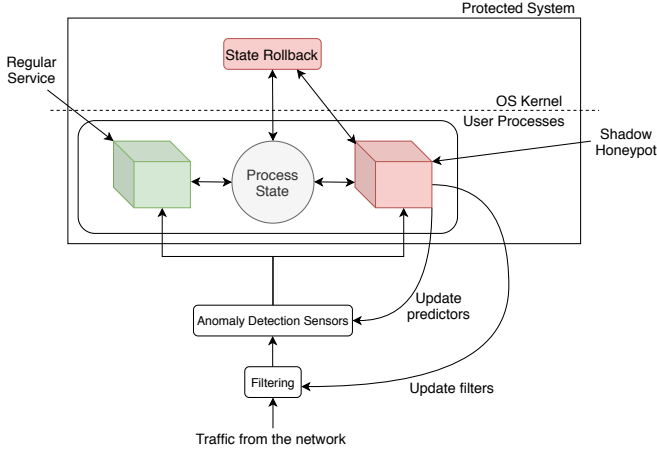 Protected System
State Rollback
Regular
Service
OS Kernel
User Processes
Shadow
Honeypot
Process
State
Update
predictors
Anomaly Detection Sensors
Filtering
Update filters
Traffic from the network